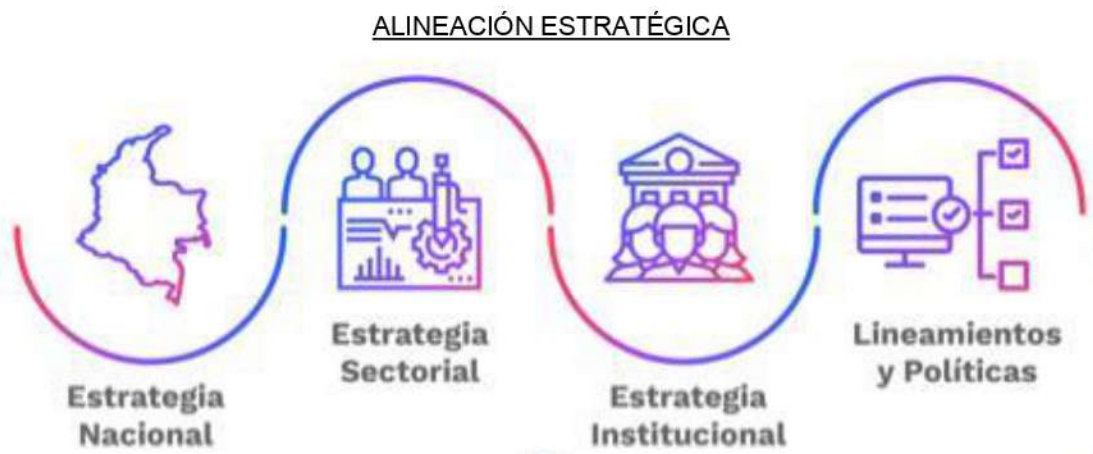 ALINEACIÓN ESTRATÉGICA
Estrategia
Nacional
Estrategia
Sectorial
Estrategia
Institucional
Lineamientos
y Políticas